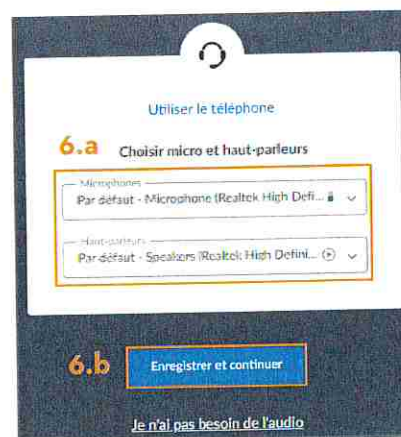 Utiliser le téléphone
6.a Choisir micro et haut-parleurs
Microphones
Par défaut - Microphone (Realtek High Defi...
Haut-parleurs
Par défaut - Speakers (Realtek High Defini...
6.b Enregistrer et continuer
Je n'ai pas besoin de l'audio